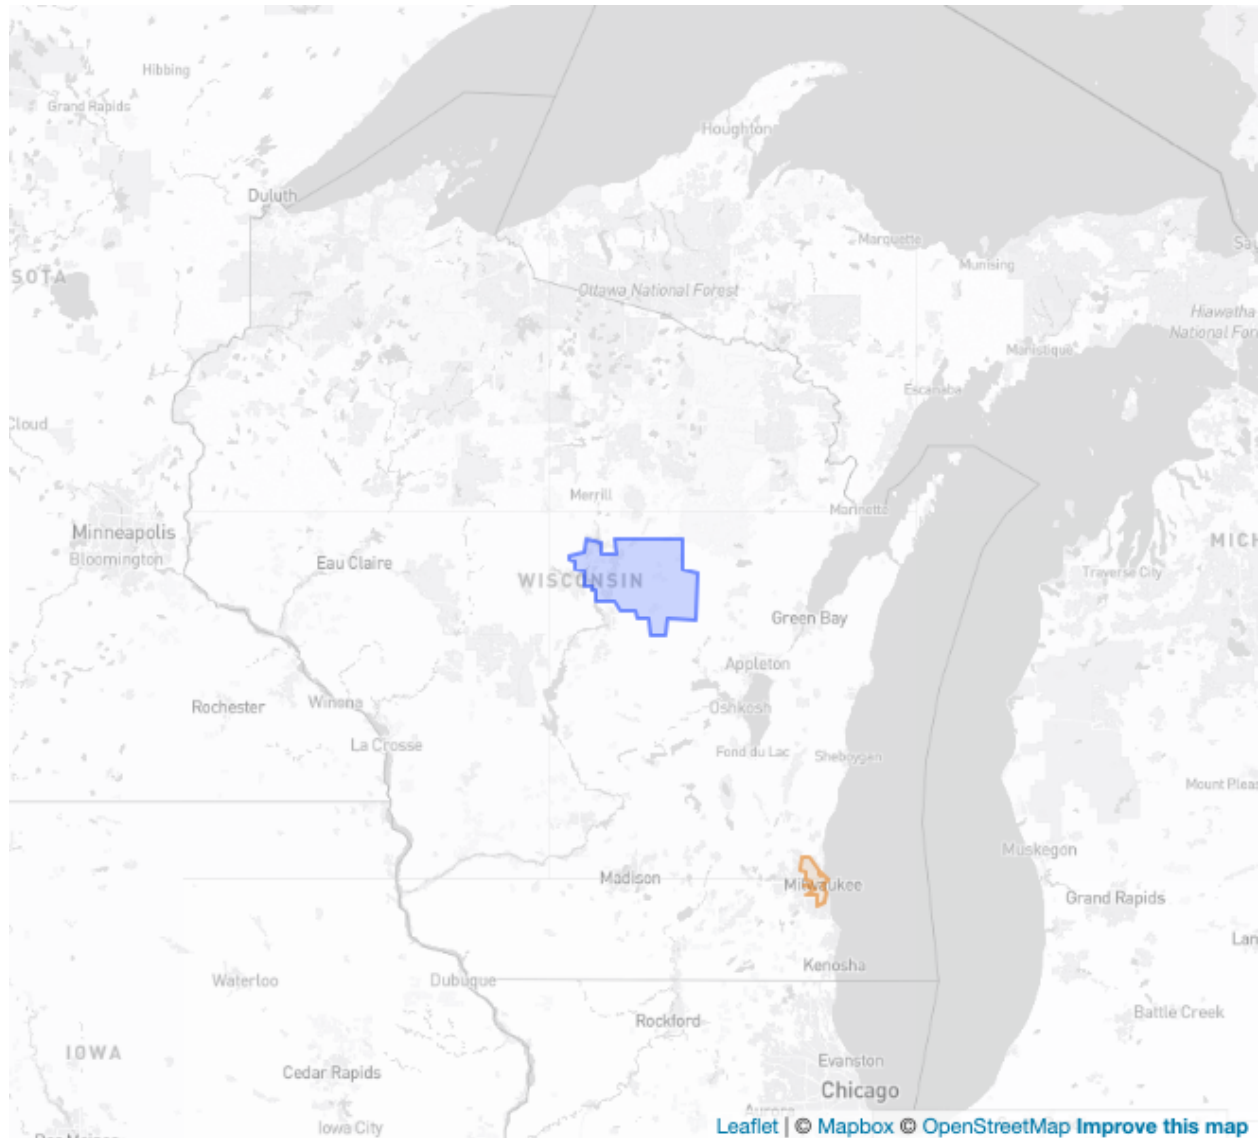 Hibbing
Grand Rapids
Houghton
Duluth
Marquette
Sa
Munising
SOTA
Ottawa National Forest
Hiawatha
National For
Manistique
Escanaba
Cloud
Merrill
Marinette
Minneapolis
Bloomington
Eau Claire
WISCONSIN
MICH
Traverse City
Green Bay
Appleton
Rochester
Winona
Oshkosh
La Crosse
Fond du Lac
Sheboygan
Mount Pleas
Muskegon
Madison
Milwaukee
Grand Rapids
Lan
Kenosha
Waterloo
Dubuque
Battle Creek
Rockford
IOWA
Evanston
Cedar Rapids
Chicago
Aurora
Iowa City
Leaflet | © Mapbox © OpenStreetMap Improve this map